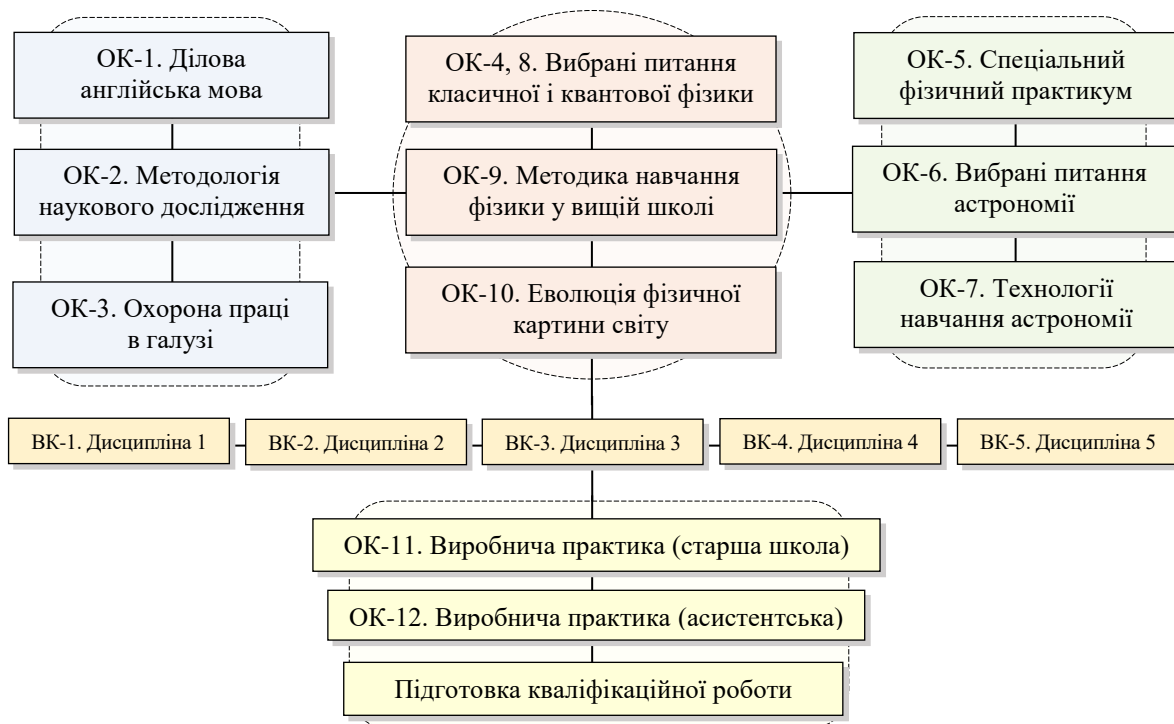 ОК-1. Ділова
англійська мова
ОК-2. Методологія
наукового дослідження
ОК-3. Охорона праці
в галузі
ОК-4, 8. Вибрані питання
класичної і квантової фізики
ОК-9. Методика навчання
фізики у вищій школі
ОК-10. Еволюція фізичної
картини світу
ОК-5. Спеціальний
фізичний практикум
ОК-6. Вибрані питання
астрономії
ОК-7. Технології
навчання астрономії
ВК-1. Дисципліна 1
ВК-2. Дисципліна 2
ВК-3. Дисципліна 3
ВК-4. Дисципліна 4
ВК-5. Дисципліна 5
ОК-11. Виробнича практика (старша школа)
ОК-12. Виробнича практика (асистентська)
Підготовка кваліфікаційної роботи